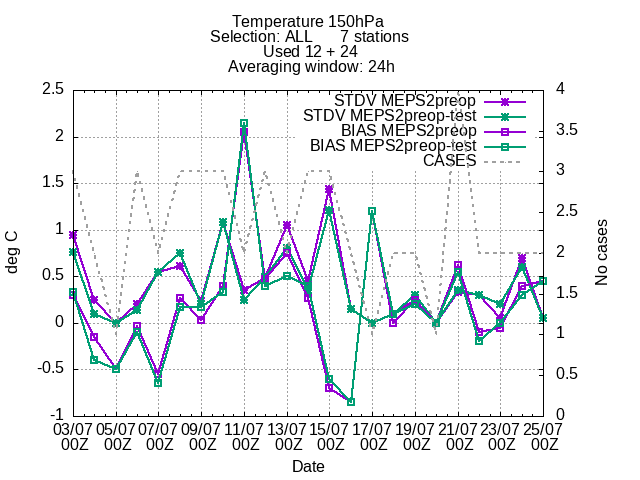 Temperature 150hPa
Selection: ALL 7 stations
Used 12 + 24
Averaging window: 24h
STDV MEPS2preop
STDV MEPS2preop-test
BIAS MEPS2preop
BIAS MEPS2preop-test
CASES
deg C
2.5
2
1.5
1
0.5
0
-0.5
-1
No cases
4
3.5
3
2.5
2
1.5
1
0.5
0
03/07 05/07 07/07 09/07 11/07 13/07 15/07 17/07 19/07 21/07 23/07 25/07
00Z 00Z 00Z 00Z 00Z 00Z 00Z 00Z 00Z 00Z 00Z 00Z
Date